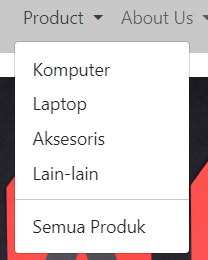 Product About Us
Komputer
Laptop
Aksesoris
Lain-lain
Semua Produk